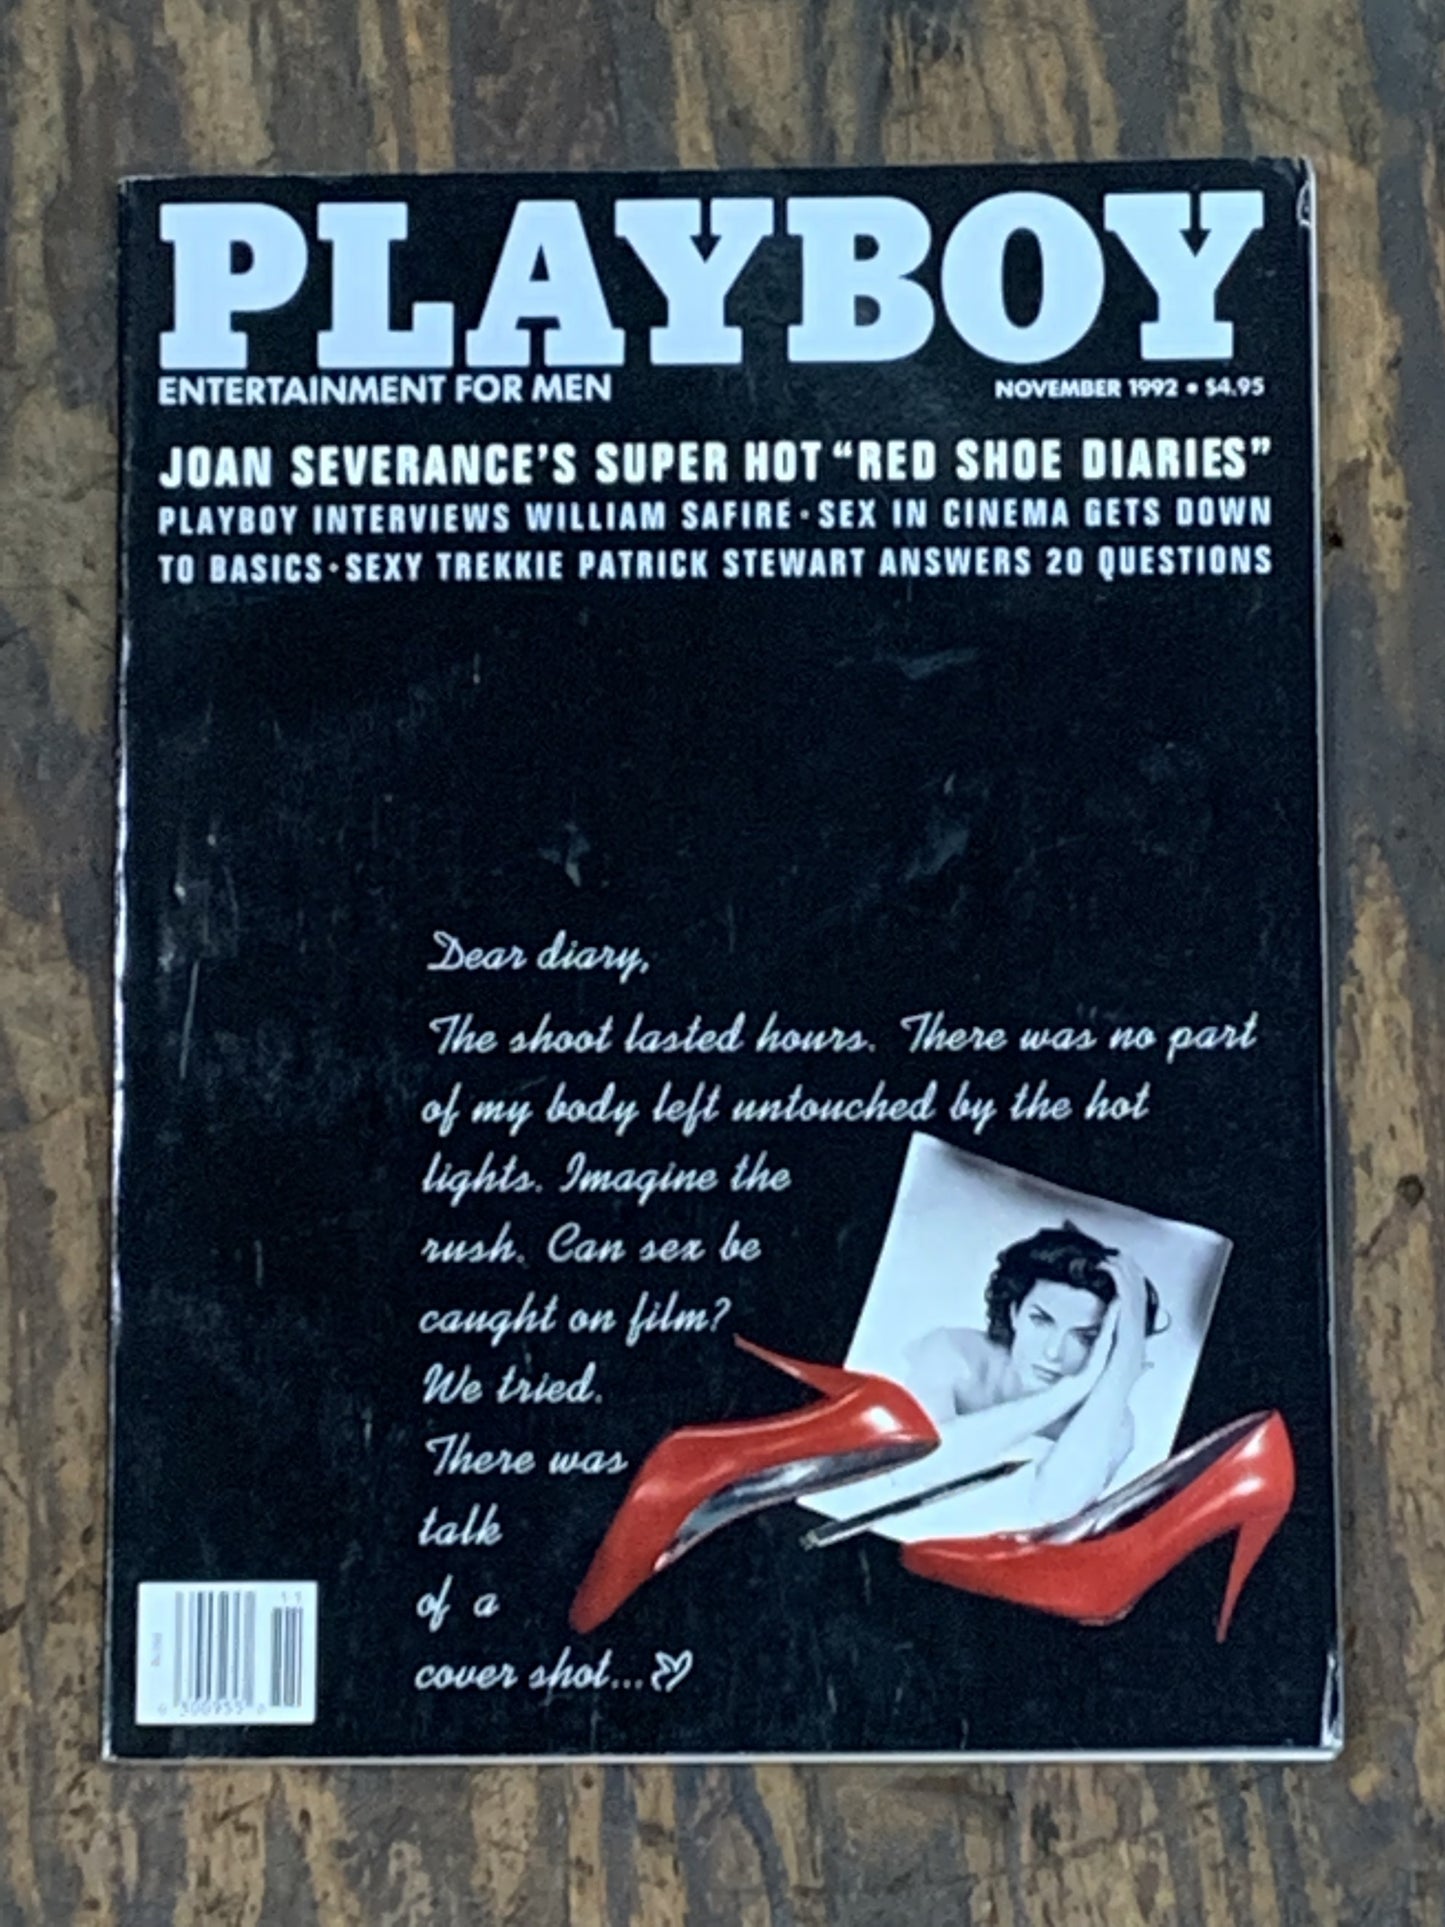 PLAYBOY
ENTERTAINMENT FOR MEN
NOVEMBER 1992 • $4.95
JOAN SEVERANCE'S SUPER HOT "RED SHOE DIARIES"
PLAYBOY INTERVIEWS WILLIAM SAFIRE • SEX IN CINEMA GETS DOWN
TO BASICS • SEXY TREKKIE PATRICK STEWART ANSWERS 20 QUESTIONS
Dear diary,
The shoot lasted hours. There was no part
of my body left untouched by the hot
lights. Imagine the
rush. Can sex be
caught on film?
We tried.
There was
talk
of a
cover shot...
11